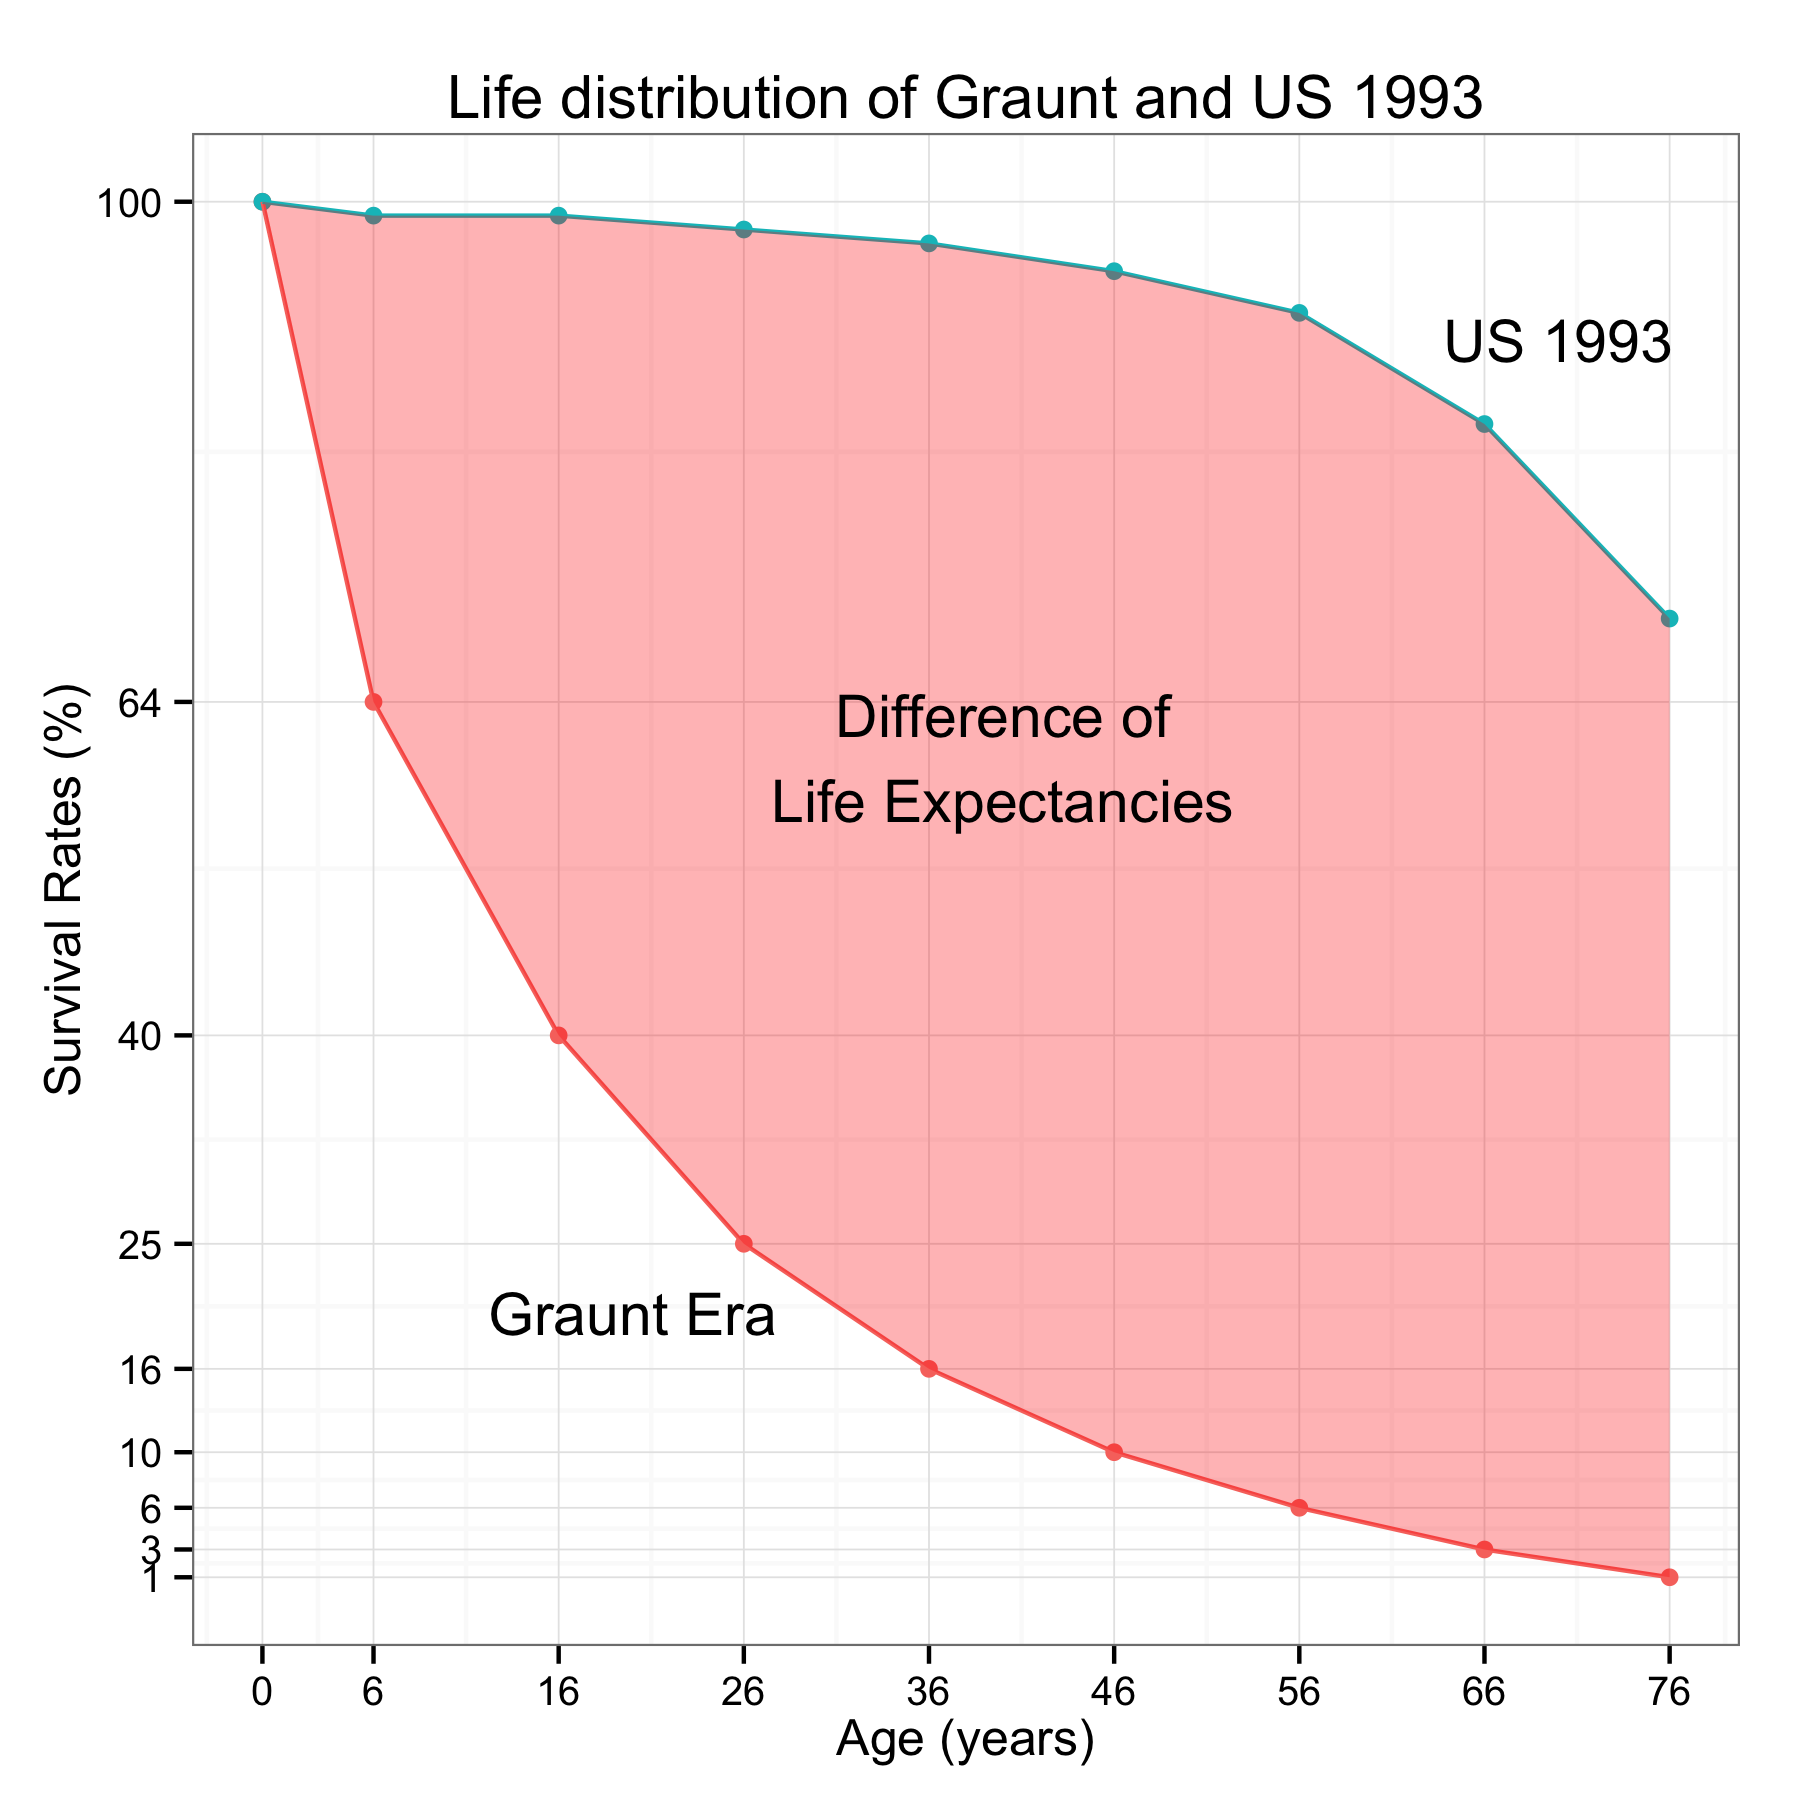 Life distribution of Graunt and US 1993
100
64
40
25
16
10
6
3
1
Survival Rates (%)
US 1993
Difference of
Life Expectancies
Graunt Era
0 6 16 26 36 46 56 66 76
Age (years)